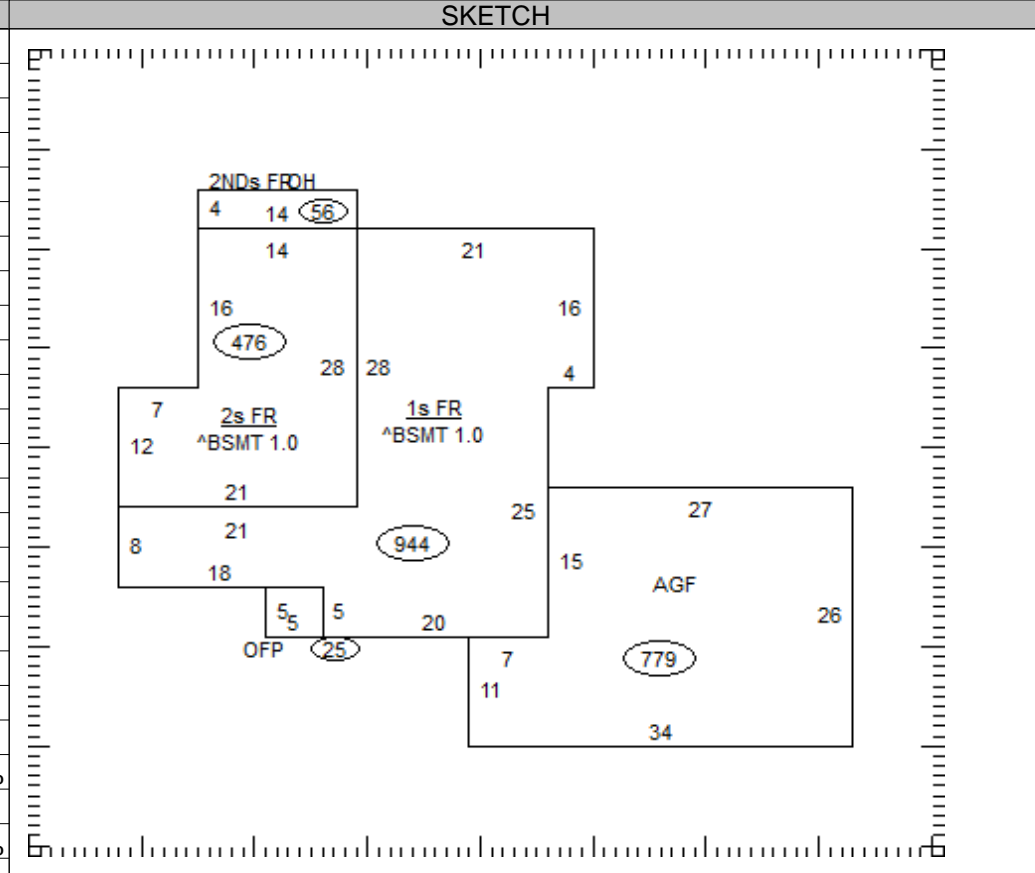 SKETCH
2NDs FROH
4 14 56
14 21
16 16
476
28 28
4
7 2s FR 1s FR
12 ^BSMT 1.0 ^BSMT 1.0
21 25 27
8 21 944 15
18 AGF
5 5 5 20 26
OFP 25 7 779
11
34